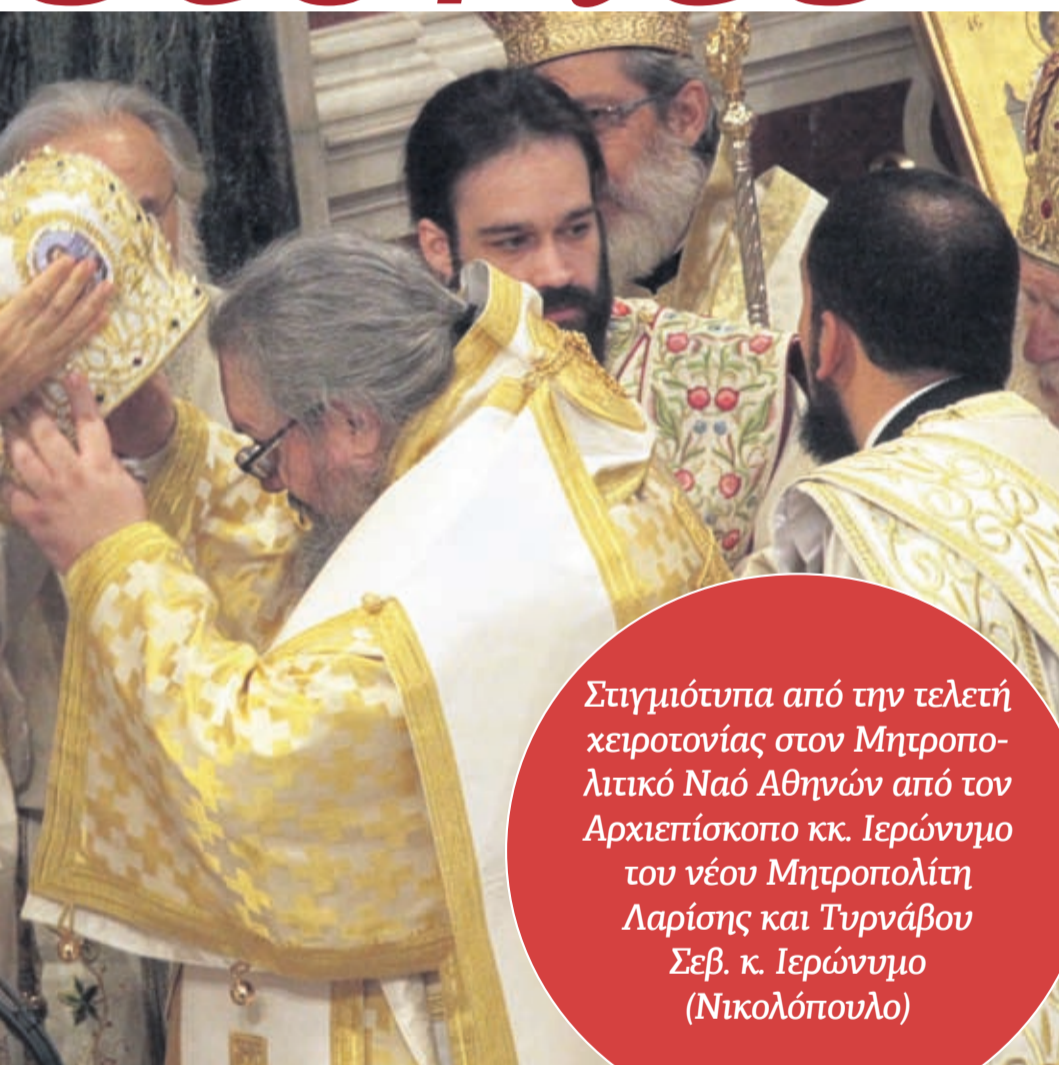 Στιγμιότυπα από την τελετή
χειροτονίας στον Μητροπο-
λιτικό Ναό Αθηνών από τον
Αρχιεπίσκοπο κκ. Ιερώνυμο
του νέου Μητροπολίτη
Λαρίσης και Τυρνάβου
Σεβ. κ. Ιερώνυμο
(Νικολόπουλο)